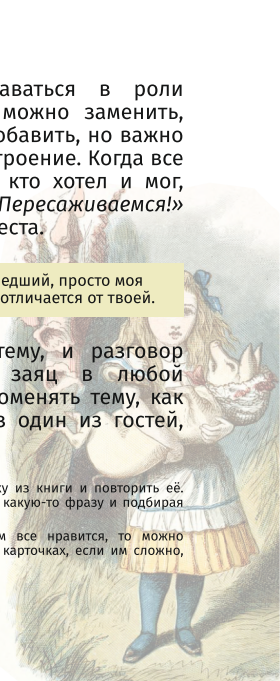 аваться в роли
можно заменить,
обавить, но важно
троение. Когда все
кто хотел и мог,
Пересаживаемся!»
еста.
едший, просто моя
отличается от твоей.
тему, и разговор
заяц в любой
оменять тему, как
з один из гостей,
ку из книги и повторить её.
какую-то фразу и подбирая
м все нравится, то можно
карточках, если им сложно,